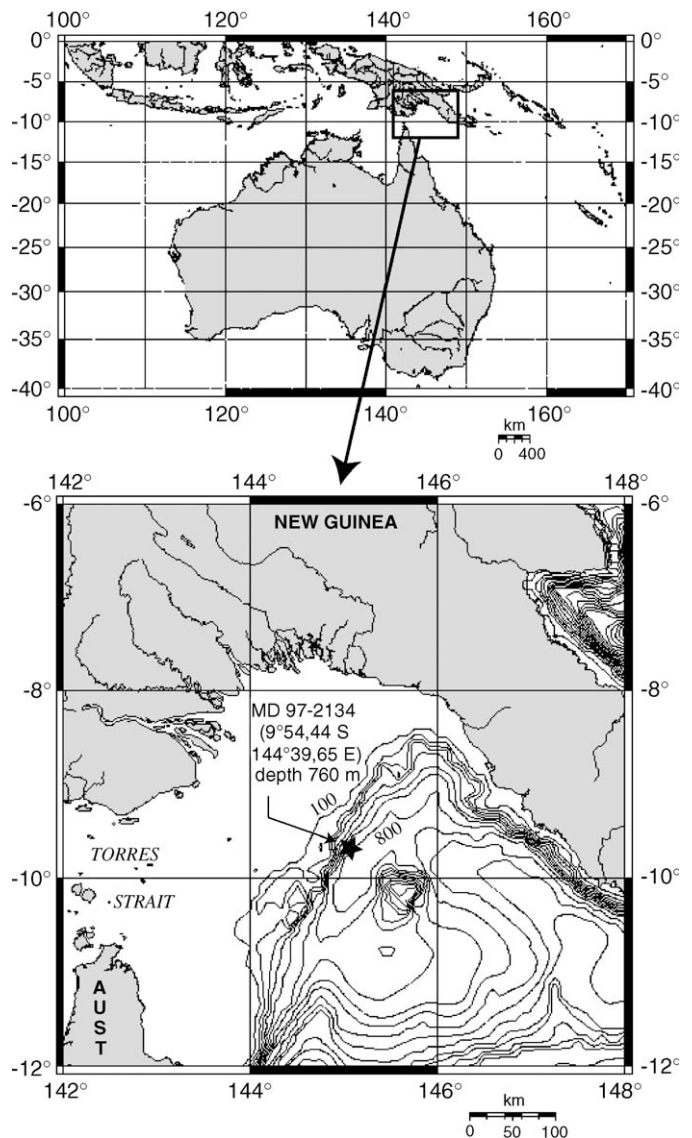 100° 120° 140° 160°
0° 0°
-5° -5°
-10° -10°
-15° -15°
-20° -20°
-25° -25°
-30° -30°
-35° -35°
-40° -40°
100° 120° 140° 160°
km
0 400
142° 144° 146° 148°
-6° -6°
NEW GUINEA
-8° -8°
MD 97-2134
(9°54,44 S
144°39,65 E)
depth 760 m
100
800
TORRES
-10° -10°
STRAIT
A
U
S
T
-12° -12°
142° 144° 146° 148°
km
0 50 100